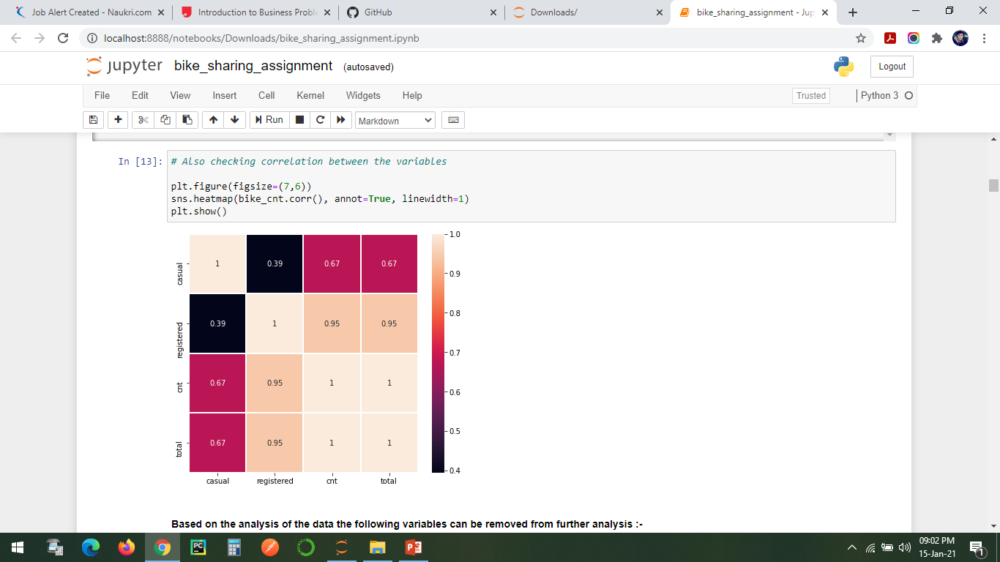 Job Alert Created - Naukri.com
Introduction to Business Proble
GitHub
Downloads/
bike_sharing_assignment - Jup
localhost:8888/notebooks/Downloads/bike_sharing_assignment.ipynb
jupyter bike_sharing_assignment (autosaved)
Logout
File Edit View Insert Cell Kernel Widgets Help
Trusted
Python 3
Run
Markdown
In [13]:
# Also checking correlation between the variables
plt.figure(figsize=(7,6))
sns.heatmap(bike_cnt.corr(), annot=True, linewidth=1)
plt.show()
casual 1 0.39 0.67 0.67
registered 0.39 1 0.95 0.95
cnt 0.67 0.95 1 1
total 0.67 0.95 1 1
casual registered cnt total
1.0
0.9
0.8
0.7
0.6
0.5
0.4
Based on the analysis of the data the following variables can be removed from further analysis :-
PC
09:02 PM
15-Jan-21
1